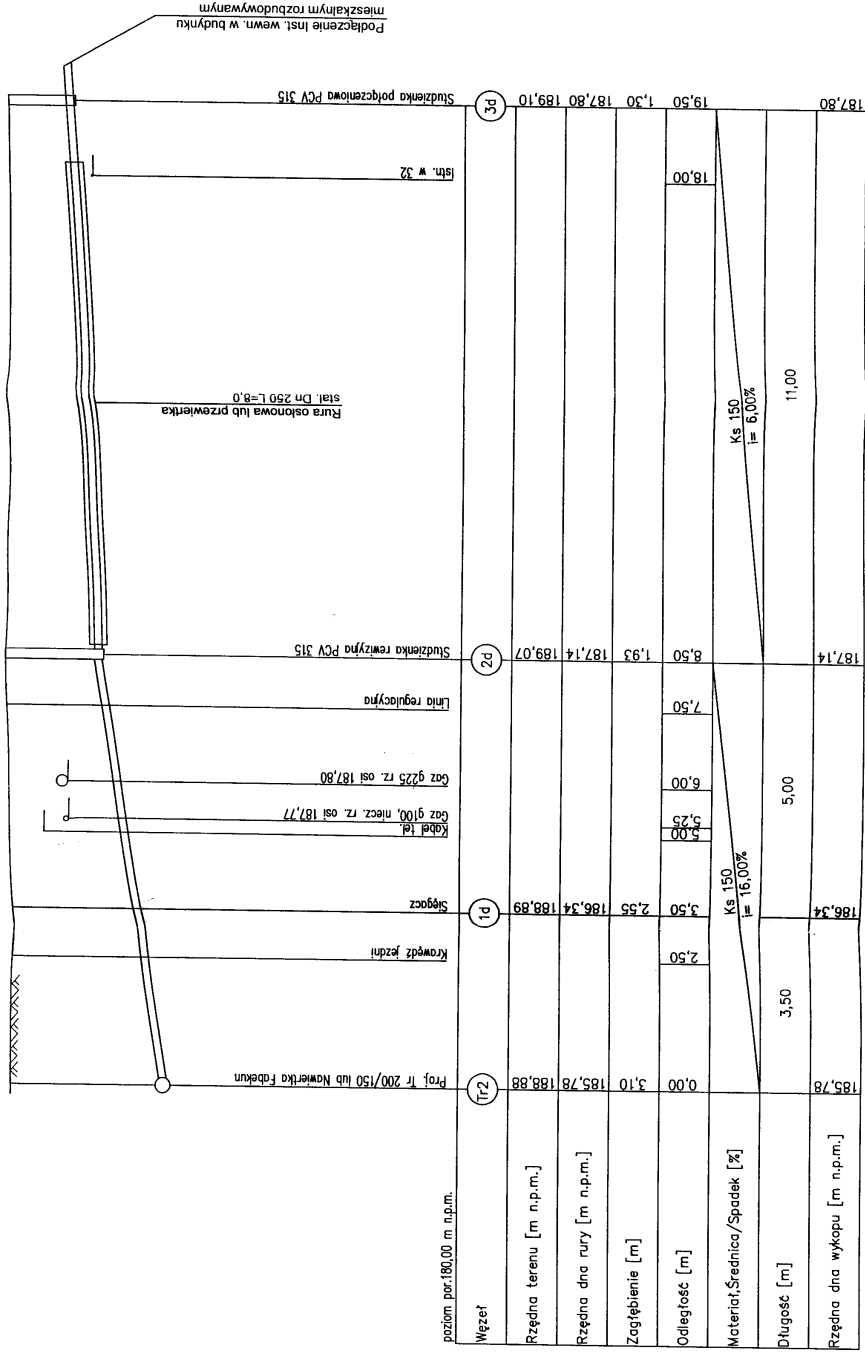 Podłączenie Inst. wewn. w budynku
mieszkalnym rozbudowywanym
Studzienka połączeniowa PCV 315
Istn. w 32
Rura osłonowa lub przewiertka
stal. Dn 250 L=8,0
Studzienka rewizyjna PCV 315
Linia regulacyjna
Gaz g225 rz. osi 187,80
Gaz g100, niecz. rz. osi 187,77
Kabel tel.
Sięgacz
Krawędź jezdni
Proj. Tr 200/150 lub Nawiertka Fabekun
poziom por.180,00 m n.p.m.
Węzeł Tr2 1d 2d 3d
Rzędna terenu [m n.p.m.] 188,88 188,89 189,07 189,10
Rzędna dna rury [m n.p.m.] 185,78 186,34 187,14 187,80
Zagłębienie [m] 3,10 2,55 1,93 1,30
Odległość [m] 0,00 2,50 3,50 5,00 5,25 6,00 7,50 8,50 18,00 19,50
Materiał,Średnica/Spadek [%] Ks 150 i= 16,00% Ks 150 i= 6,00%
Długość [m] 3,50 5,00 11,00
Rzędna dna wykopu [m n.p.m.] 185,78 186,34 187,14 187,80